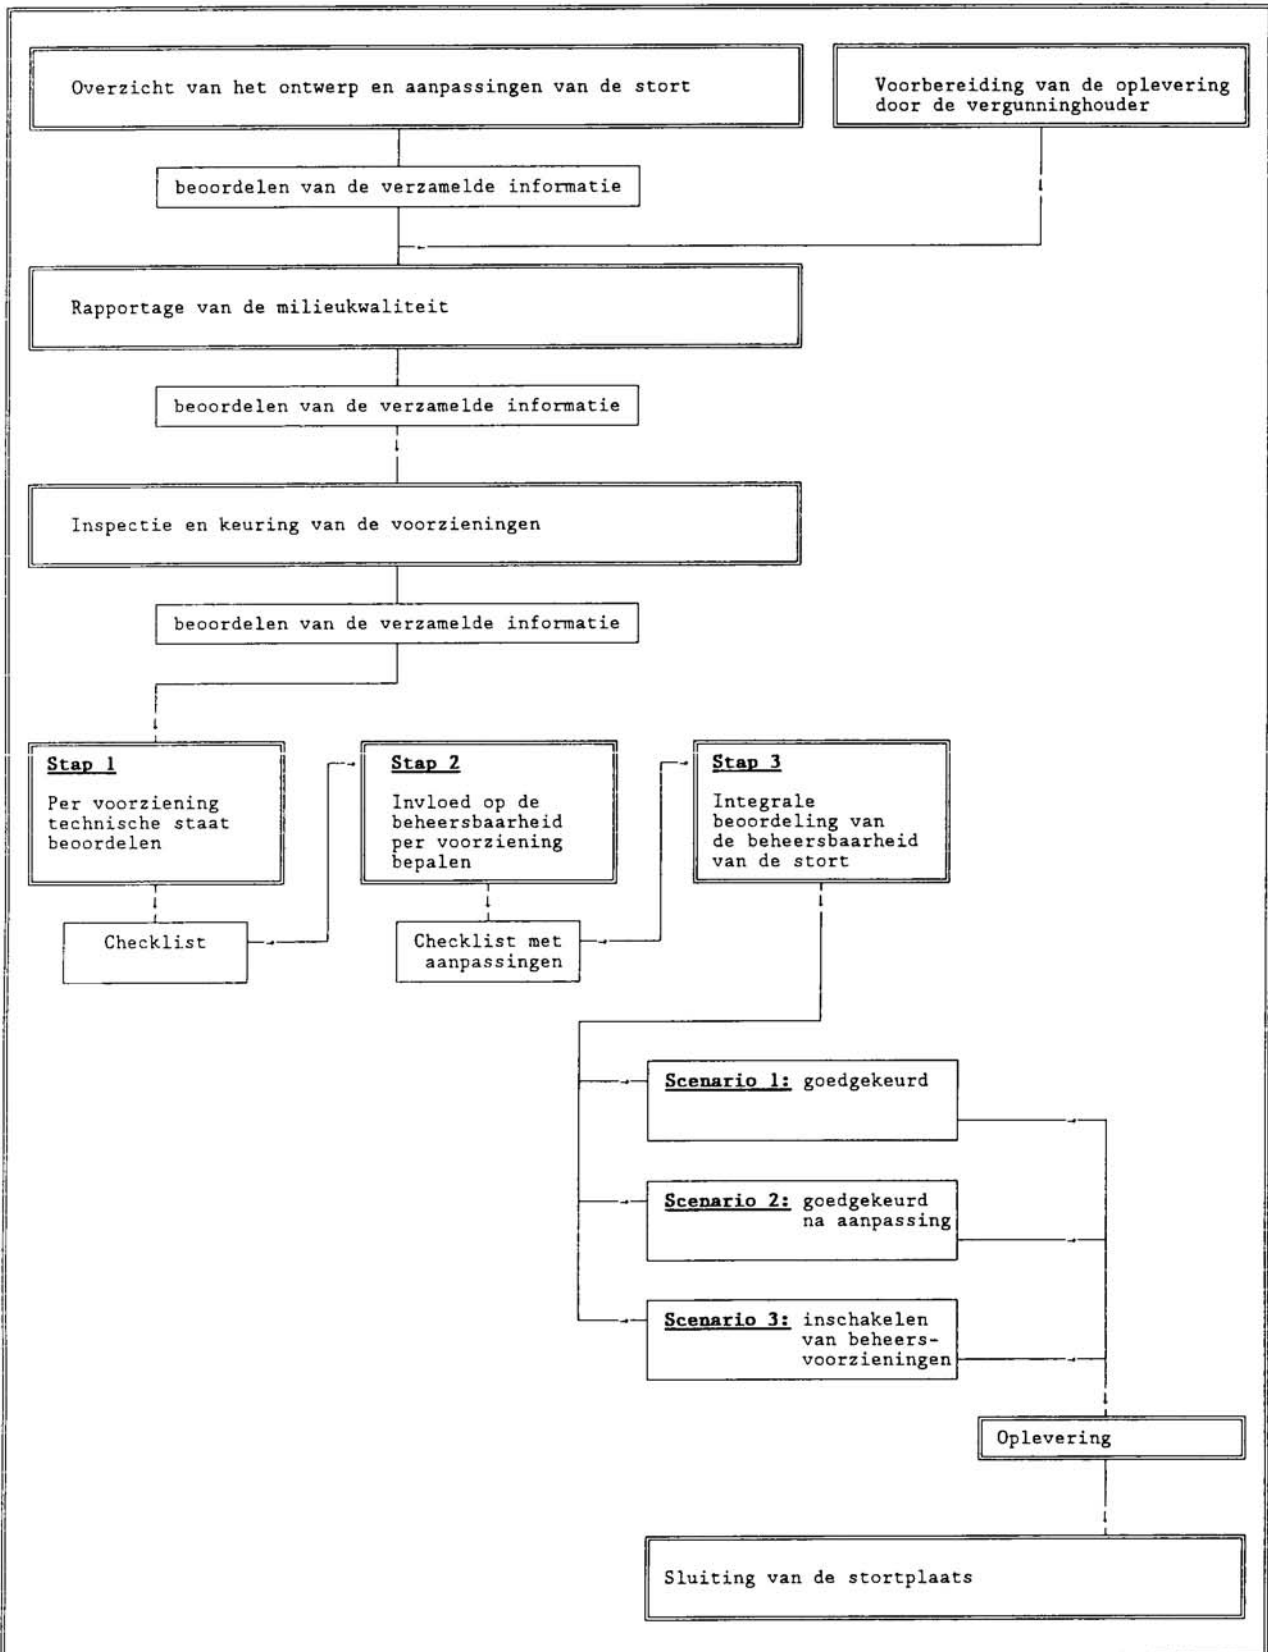 Overzicht van het ontwerp en aanpassingen van de stort
Voorbereiding van de oplevering
door de vergunninghouder
beoordelen van de verzamelde informatie
Rapportage van de milieukwaliteit
beoordelen van de verzamelde informatie
Inspectie en keuring van de voorzieningen
beoordelen van de verzamelde informatie
Stap 1
Per voorziening
technische staat
beoordelen
Stap 2
Invloed op de
beheersbaarheid
per voorziening
bepalen
Stap 3
Integrale
beoordeling van
de beheersbaarheid
van de stort
Checklist
Checklist met
aanpassingen
Scenario 1: goedgekeurd
Scenario 2: goedgekeurd
na aanpassing
Scenario 3: inschakelen
van beheers-
voorzieningen
Oplevering
Sluiting van de stortplaats